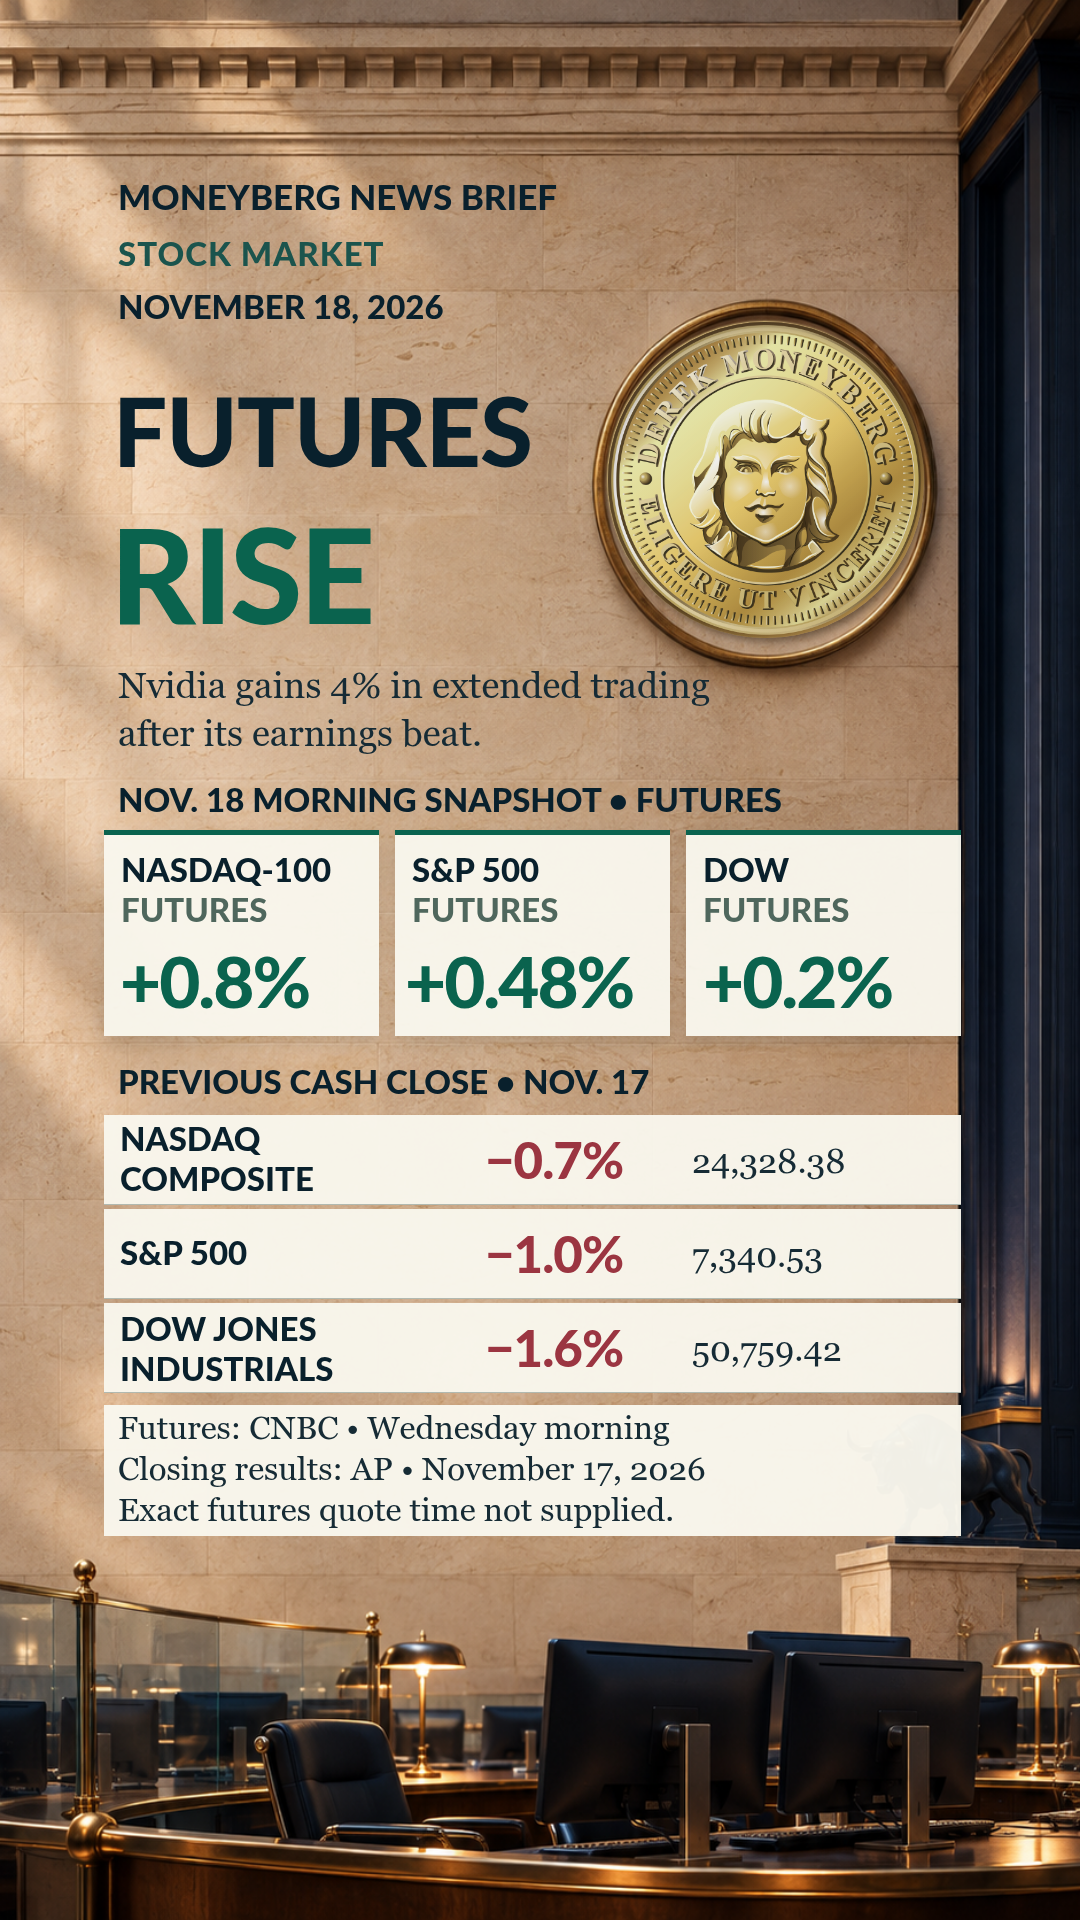 MONEYBERG NEWS BRIEF
STOCK MARKET
NOVEMBER 18, 2026
DEREK MONEYBERG
ELIGERE UT VINCERET
FUTURES
RISE
Nvidia gains 4% in extended trading
after its earnings beat.
NOV. 18 MORNING SNAPSHOT • FUTURES
NASDAQ-100
FUTURES
+0.8%
S&P 500
FUTURES
+0.48%
DOW
FUTURES
+0.2%
PREVIOUS CASH CLOSE • NOV. 17
NASDAQ
COMPOSITE
−0.7%
24,328.38
S&P 500
−1.0%
7,340.53
DOW JONES
INDUSTRIALS
−1.6%
50,759.42
Futures: CNBC • Wednesday morning
Closing results: AP • November 17, 2026
Exact futures quote time not supplied.